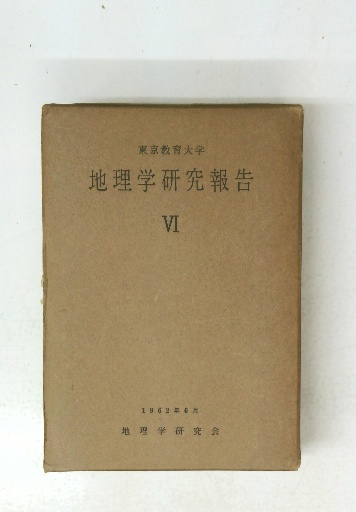 東京教育大学
地理学研究報告
Ⅵ
1962年6月
地理学研究会